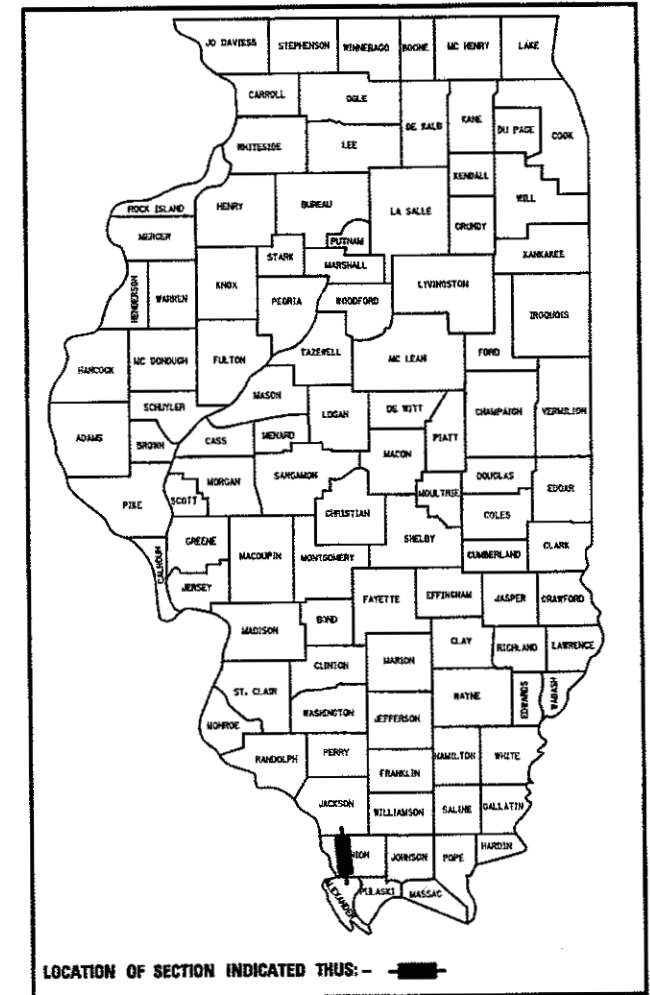 JO DAVIESS STEPHENSON WINNEBAGO BOONE MC HENRY LAKE
CARROLL OGLE DE KALB KANE DU PAGE COOK
WHITESIDE LEE KENDALL WILL
ROCK ISLAND HENRY BUREAU LA SALLE GRUNDY
MERCER PUTNAM KANKAKEE
STARK MARSHALL
HENDERSON WARREN KNOX PEORIA WOODFORD LIVINGSTON IROQUOIS
HANCOCK MC DONOUGH FULTON TAZEWELL MC LEAN FORD
SCHUYLER MASON LOGAN DE WITT CHAMPAIGN VERMILION
ADAMS BROWN CASS MENARD MACON PIATT
PIKE SCOTT MORGAN SANGAMON MOULTRIE DOUGLAS EDGAR
CHRISTIAN COLES
CALHOUN GREENE MACOUPIN MONTGOMERY SHELBY CUMBERLAND CLARK
JERSEY FAYETTE EFFINGHAM JASPER CRAWFORD
MADISON BOND CLAY RICHLAND LAWRENCE
CLINTON MARION
ST. CLAIR WAYNE EDWARDS WABASH
MONROE WASHINGTON JEFFERSON
RANDOLPH PERRY HAMILTON WHITE
FRANKLIN
JACKSON WILLIAMSON SALINE GALLATIN
NION JOHNSON POPE HARDIN
ALEXANDER PULASKI MASSAC
LOCATION OF SECTION INDICATED THUS:-